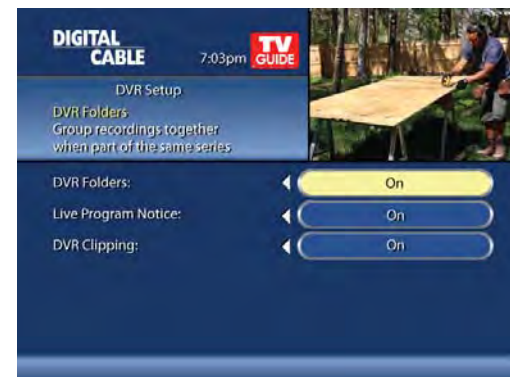 DIGITAL
CABLE
7:03pm
TV
GUIDE
DVR Setup
DVR Folders
Group recordings together
when part of the same series
DVR Folders:
On
Live Program Notice:
On
DVR Clipping:
On